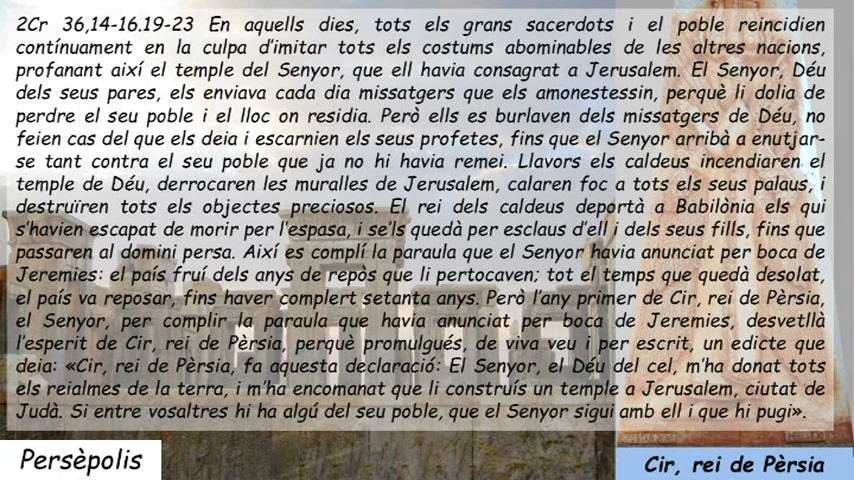 2Cr 36,14-16.19-23 En aquells dies, tots els grans sacerdots i el poble reincidien
contínuament en la culpa d’imitar tots els costums abominables de les altres nacions,
profanant així el temple del Senyor, que ell havia consagrat a Jerusalem. El Senyor, Déu
dels seus pares, els enviava cada dia missatgers que els amonestessin, perquè li dolia de
perdre el seu poble i el lloc on residia. Però ells es burlaven dels missatgers de Déu, no
feien cas del que els deia i escarnien els seus profetes, fins que el Senyor arribà a enutjar-
se tant contra el seu poble que ja no hi havia remei. Llavors els caldeus incendiaren el
temple de Déu, derrocaren les muralles de Jerusalem, calaren foc a tots els seus palaus, i
destruïren tots els objectes preciosos. El rei dels caldeus deportà a Babilònia els qui
s’havien escapat de morir per l’espasa, i se’ls quedà per esclaus d’ell i dels seus fills, fins que
passaren al domini persa. Així es complí la paraula que el Senyor havia anunciat per boca de
Jeremies: el país fruí dels anys de repòs que li pertocaven; tot el temps que quedà desolat,
el país va reposar, fins haver complert setanta anys. Però l’any primer de Cir, rei de Pèrsia,
el Senyor, per complir la paraula que havia anunciat per boca de Jeremies, desvetllà
l’esperit de Cir, rei de Pèrsia, perquè promulgués, de viva veu i per escrit, un edicte que
deia: «Cir, rei de Pèrsia, fa aquesta declaració: El Senyor, el Déu del cel, m’ha donat tots
els reialmes de la terra, i m’ha encomanat que li construís un temple a Jerusalem, ciutat de
Judà. Si entre vosaltres hi ha algú del seu poble, que el Senyor sigui amb ell i que hi pugi».
Persèpolis
Cir, rei de Pèrsia